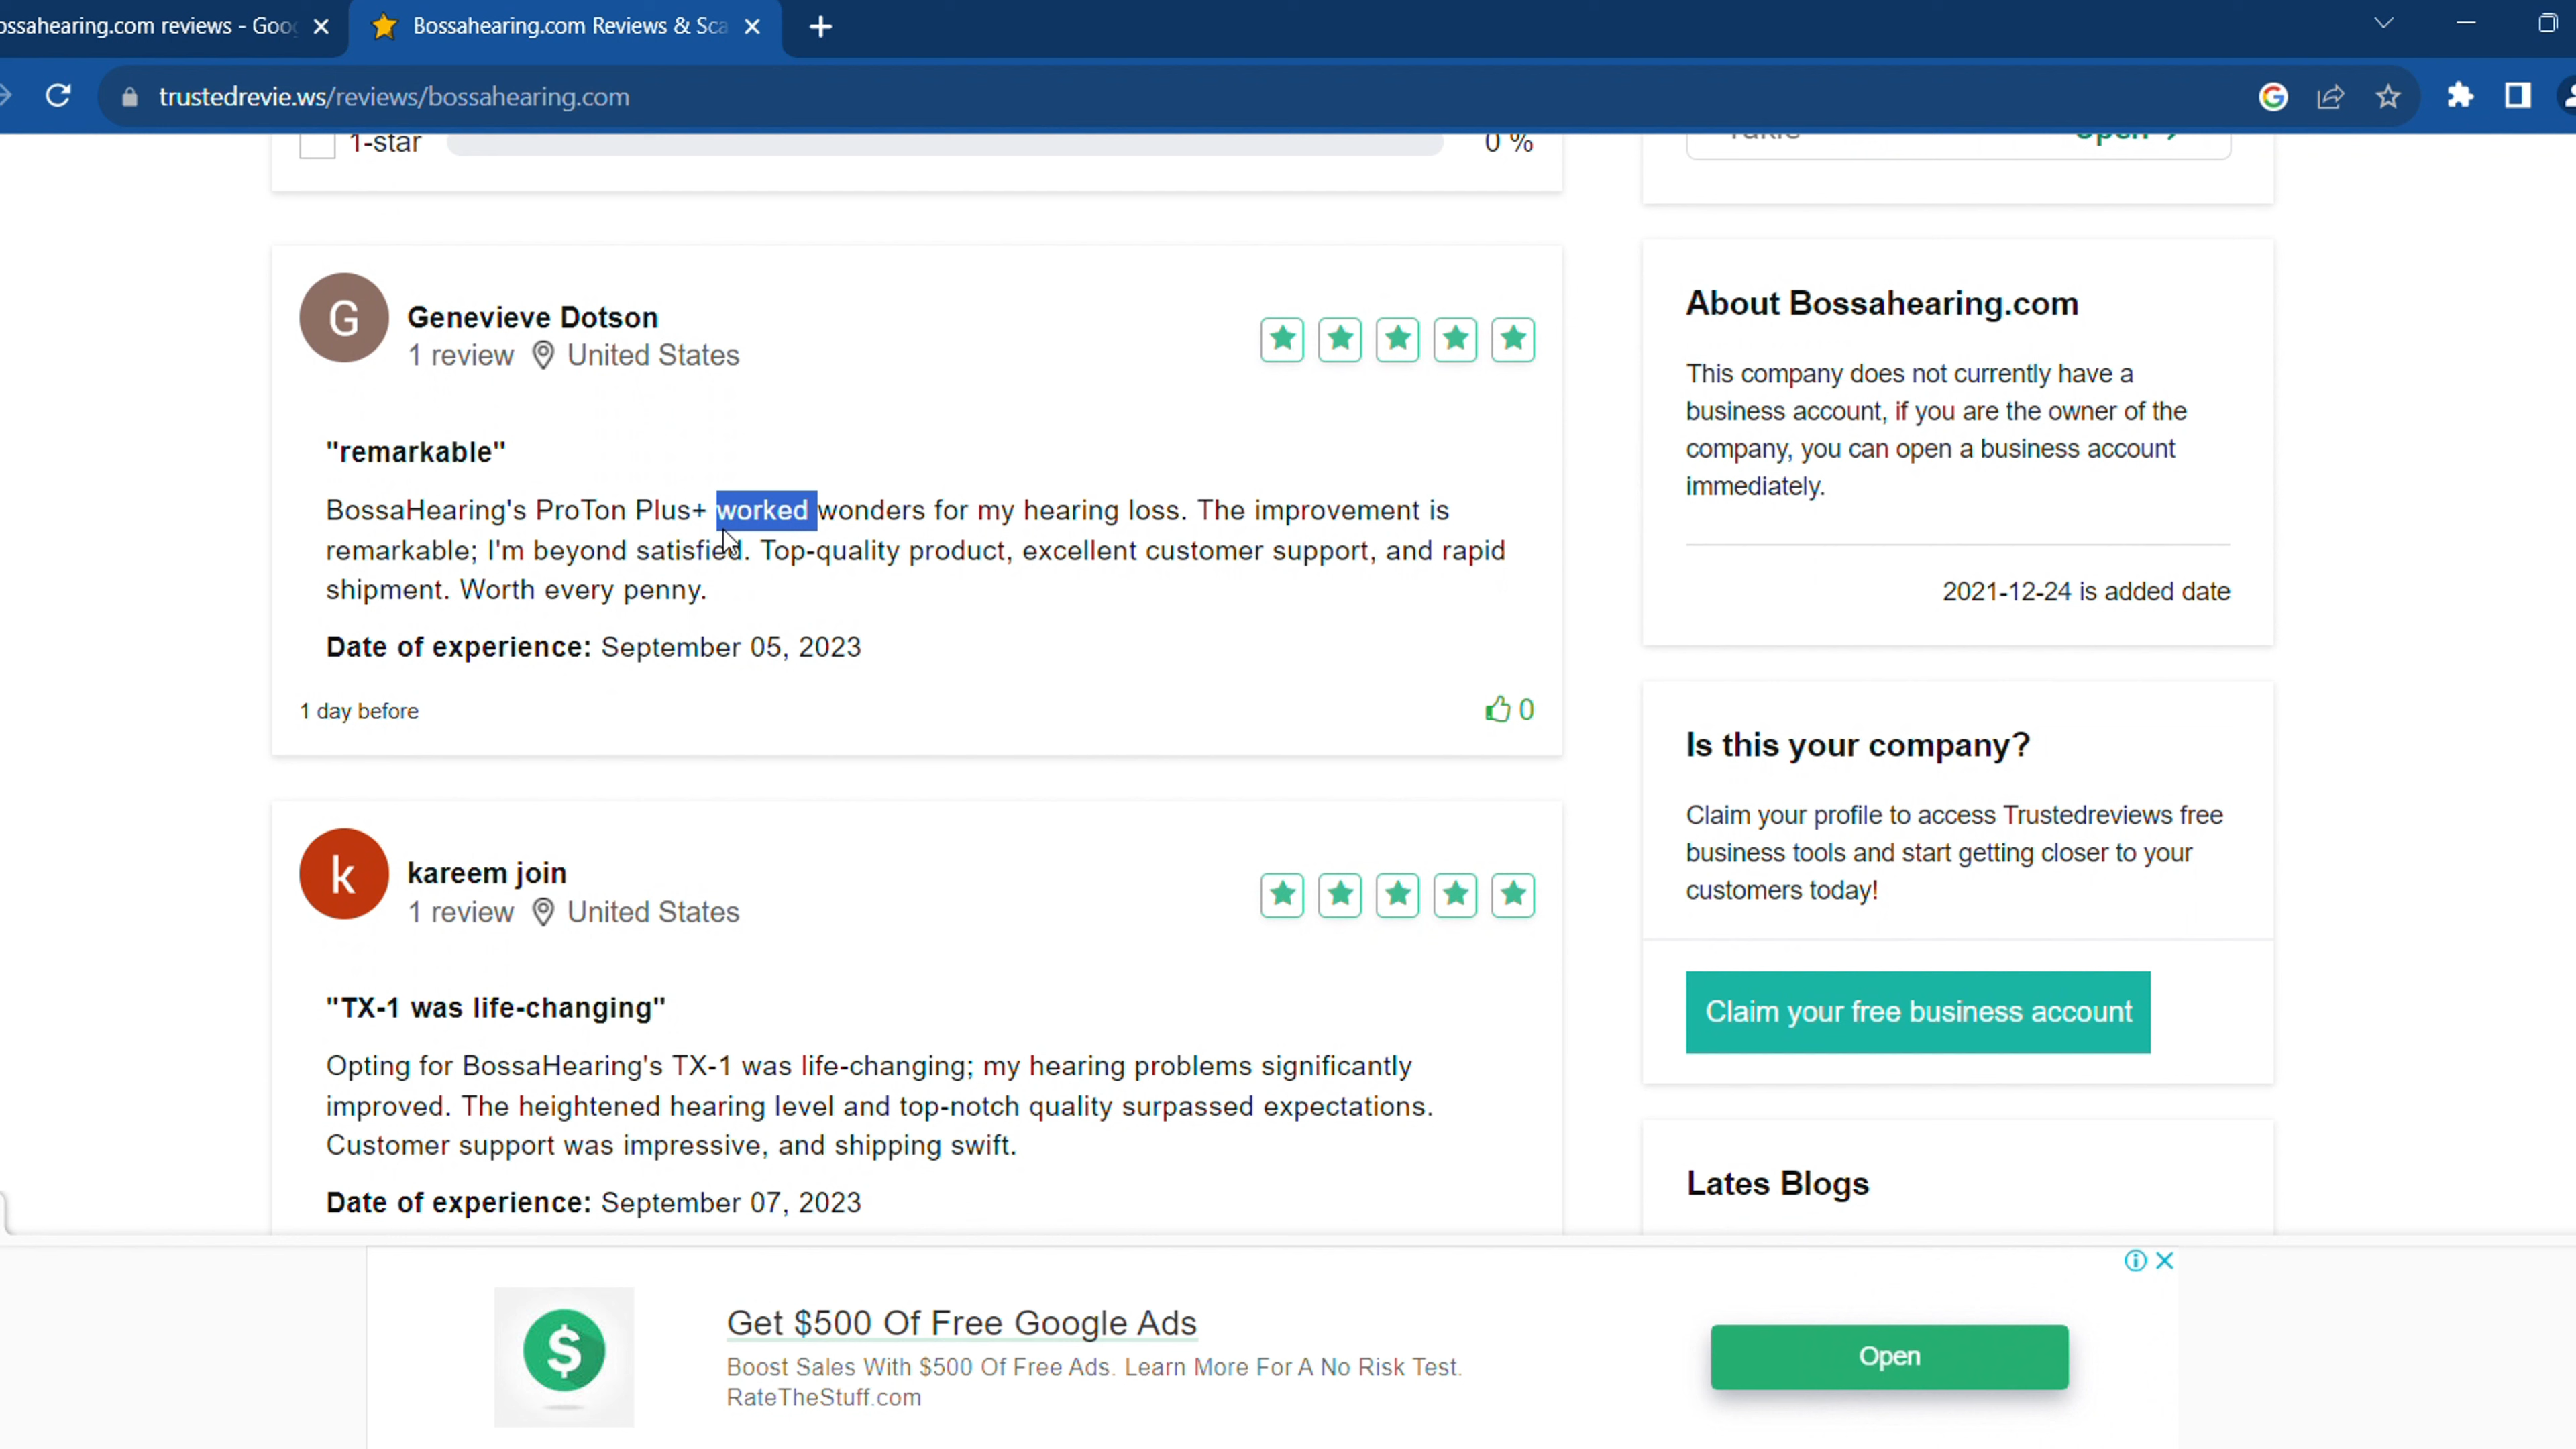 ossahearing.com reviews - Goo
Bossahearing.com Reviews & Sca
trustedrevie.ws/reviews/bossahearing.com
1-star
0 %
Open
Genevieve Dotson
1 review United States
"remarkable"
BossaHearing's ProTon Plus+ worked wonders for my hearing loss. The improvement is
remarkable; I'm beyond satisfied. Top-quality product, excellent customer support, and rapid
shipment. Worth every penny.
Date of experience: September 05, 2023
1 day before
0
k
kareem join
1 review United States
"TX-1 was life-changing"
Opting for BossaHearing's TX-1 was life-changing; my hearing problems significantly
improved. The heightened hearing level and top-notch quality surpassed expectations.
Customer support was impressive, and shipping swift.
Date of experience: September 07, 2023
G
About Bossahearing.com
This company does not currently have a
business account, if you are the owner of the
company, you can open a business account
immediately.
2021-12-24 is added date
Is this your company?
Claim your profile to access Trustedreviews free
business tools and start getting closer to your
customers today!
Claim your free business account
Lates Blogs
$
Get $500 Of Free Google Ads
Boost Sales With $500 Of Free Ads. Learn More For A No Risk Test.
RateTheStuff.com
Open